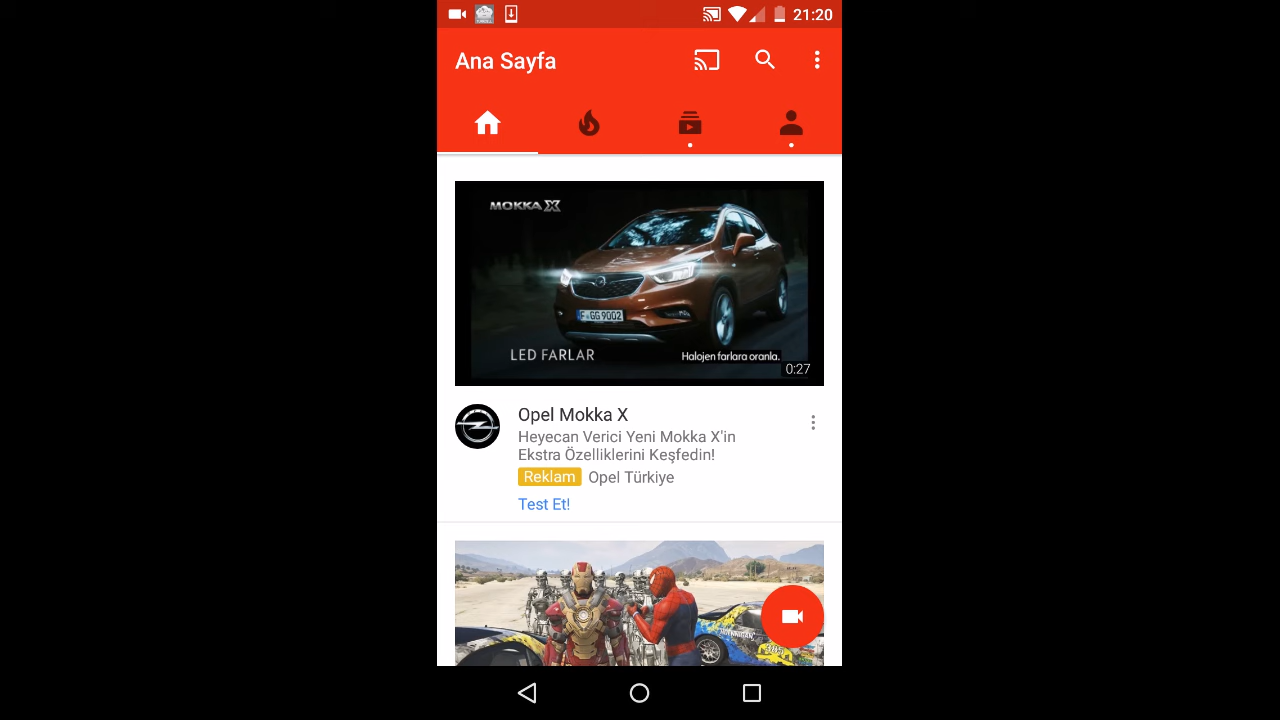 21:20
Ana Sayfa
MOKKA X
LED FARLAR
Halojen farlara oranla.
0:27
F GG 9002
Opel Mokka X
Heyecan Verici Yeni Mokka X'in
Ekstra Özelliklerini Keşfedin!
Reklam Opel Türkiye
Test Et!